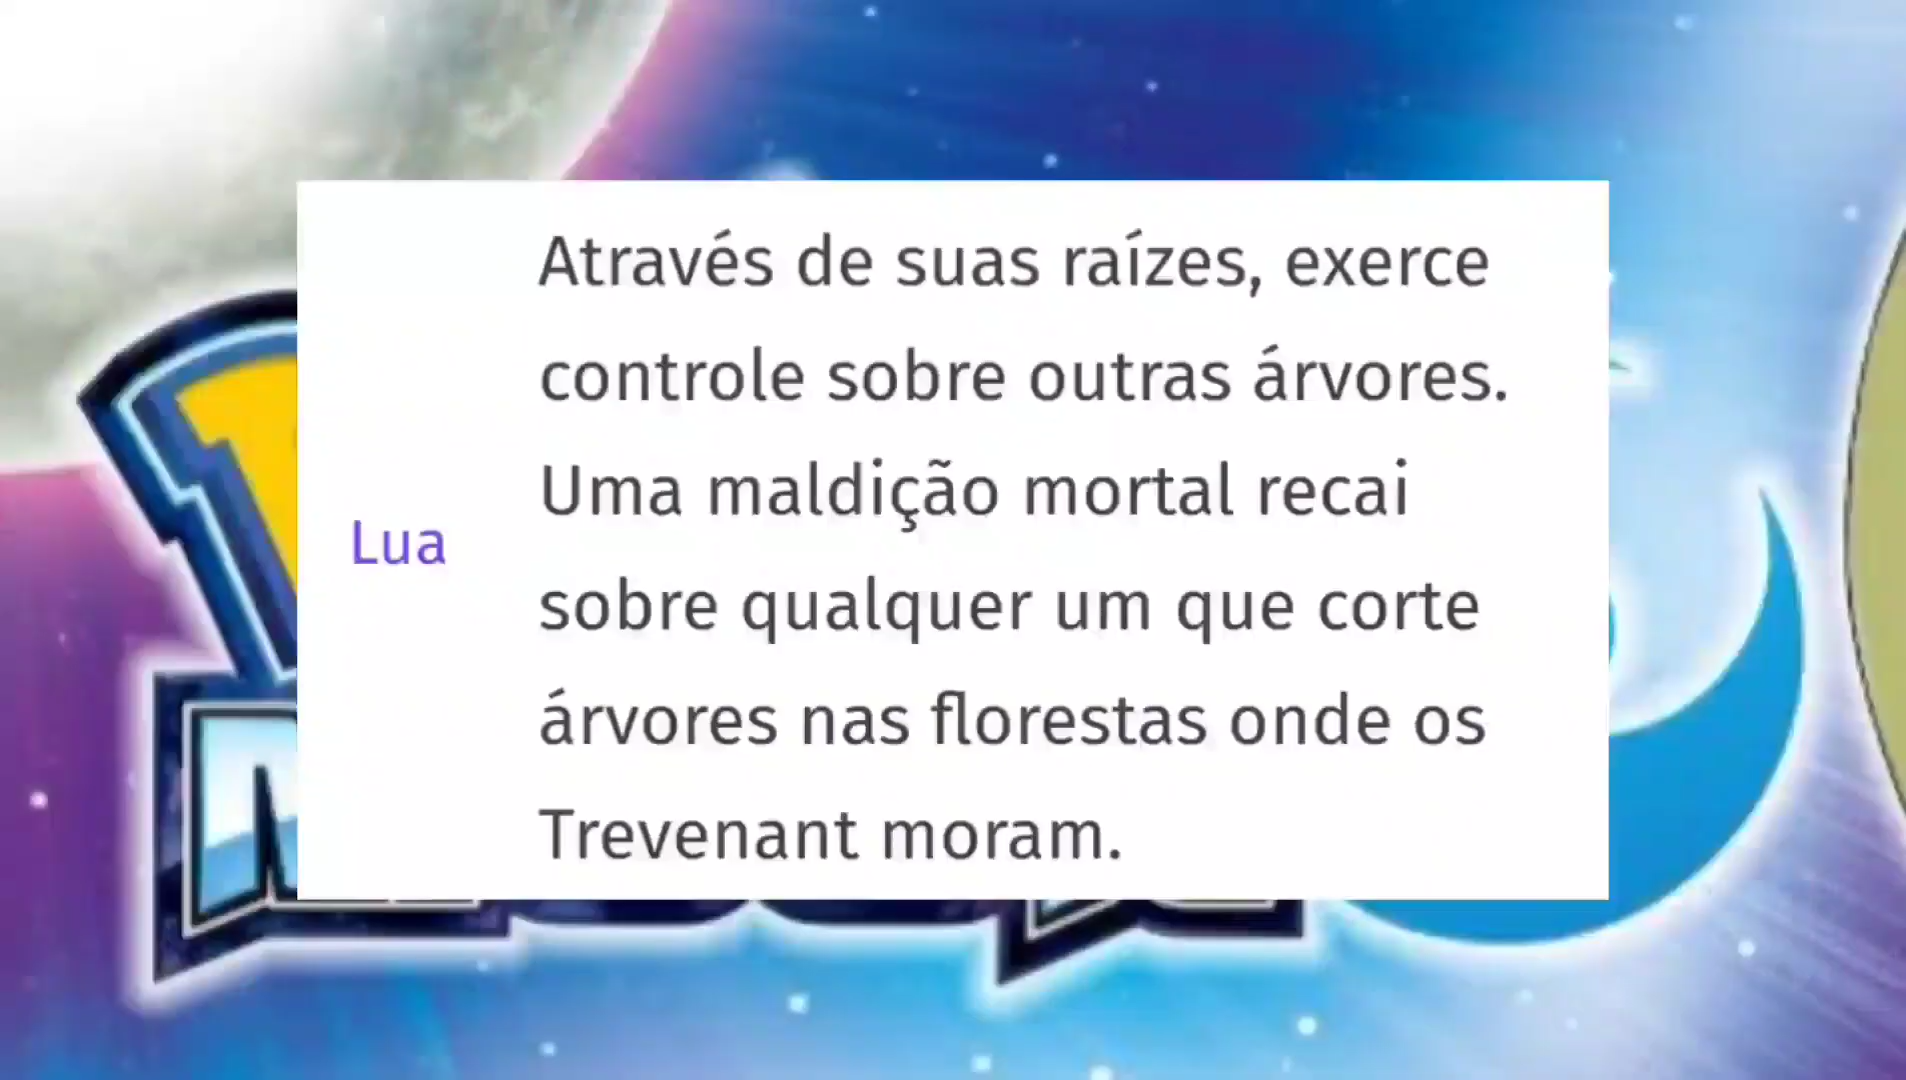 Através de suas raízes, exerce
controle sobre outras árvores.
Uma maldição mortal recai
Lua
sobre qualquer um que corte
árvores nas florestas onde os
Trevenant moram.